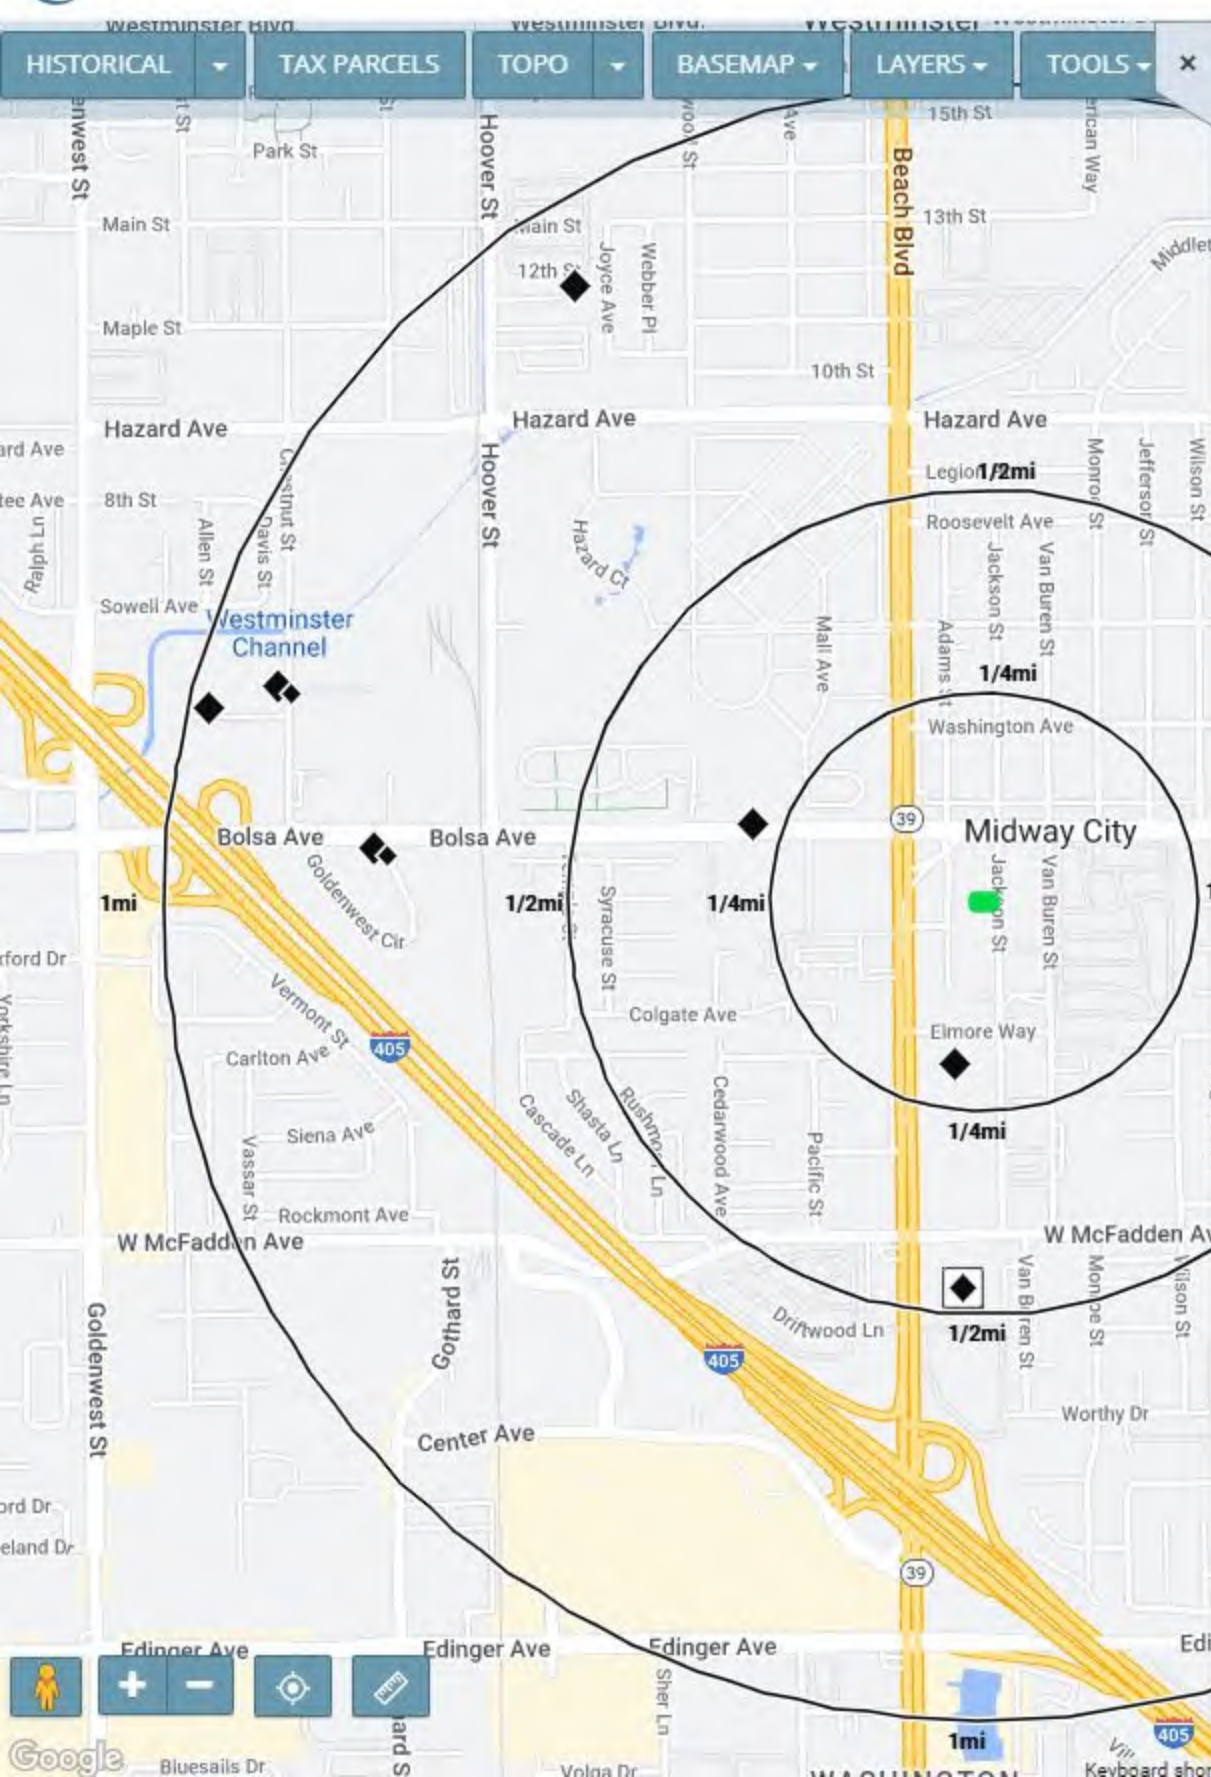 Westminster Blvd.
Westminster Blvd.
Westminster
HISTORICAL
TAX PARCELS
TOPO
BASEMAP
LAYERS
TOOLS
×
15th St
Park St
Hoover St
Beach Blvd
Main St
Main St
13th St
12th St
Joyce Ave
Webber Pl
Maple St
10th St
Hazard Ave
Hazard Ave
Hazard Ave
Hoover St
Chestnut St
Monroe St
Jefferson St
Wilson St
1/2mi
8th St
Allen St
Davis St
Ralph Ln
Roosevelt Ave
Hazard Ct
Jackson St
Van Buren St
Sowell Ave
Westminster
Channel
Mall Ave
Adams St
1/4mi
Washington Ave
39
Bolsa Ave
Bolsa Ave
Midway City
Goldenwest Cir
Jackson St
Van Buren St
1mi
1/2mi
Syracuse St
1/4mi
Vermont St
Colgate Ave
Elmore Way
405
Carlton Ave
Cascade Ln
Shasta Ln
Cedarwood Ave
Siena Ave
Vassar St
Pacific St
1/4mi
Rockmont Ave
W McFadden Ave
W McFadden Av
Gothard St
Van Buren St
Monroe St
Wilson St
Goldenwest St
Driftwood Ln
1/2mi
405
Worthy Dr
Center Ave
39
Edinger Ave
Edinger Ave
Edinger Ave
Edi
+
−
Sher Ln
1mi
405
Google
Bluesails Dr
Volga Dr
WASHINGTON
Keyboard shor